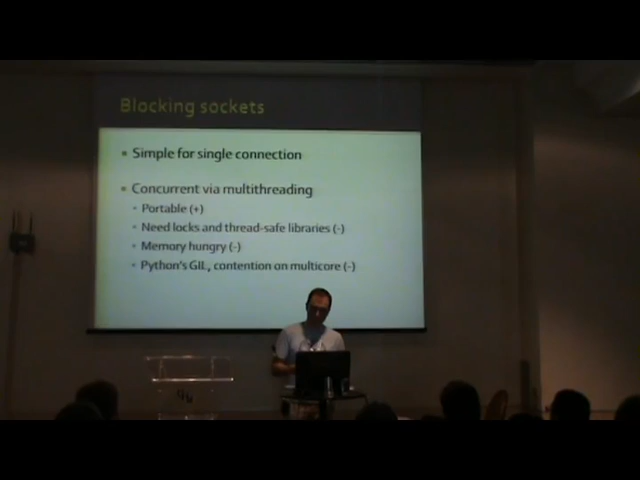 Blocking sockets
• Simple for single connection
• Concurrent via multithreading
• Portable (+)
• Need locks and thread-safe libraries (-)
• Memory hungry (-)
• Python's GIL, contention on multicore (-)